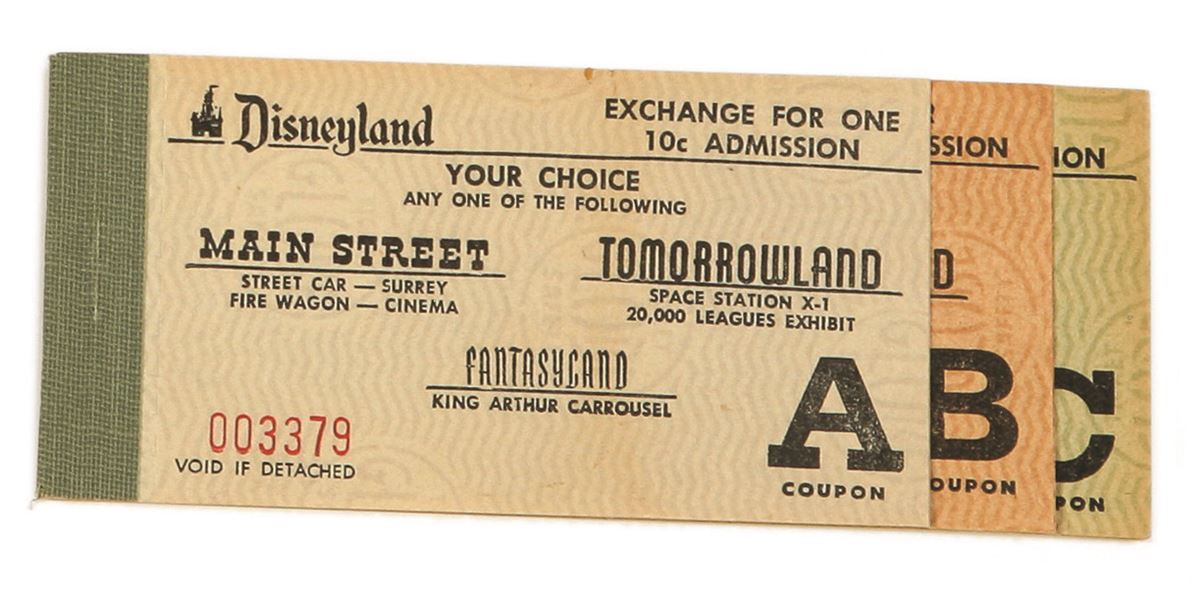 Disneyland
EXCHANGE FOR ONE
10c ADMISSION
YOUR CHOICE
ANY ONE OF THE FOLLOWING
MAIN STREET
STREET CAR — SURREY
FIRE WAGON — CINEMA
TOMORROWLAND
SPACE STATION X-1
20,000 LEAGUES EXHIBIT
FANTASYLAND
KING ARTHUR CARROUSEL
003379
VOID IF DETACHED
A
COUPON
R
SSION
D
B
OUPON
ION
C
PON